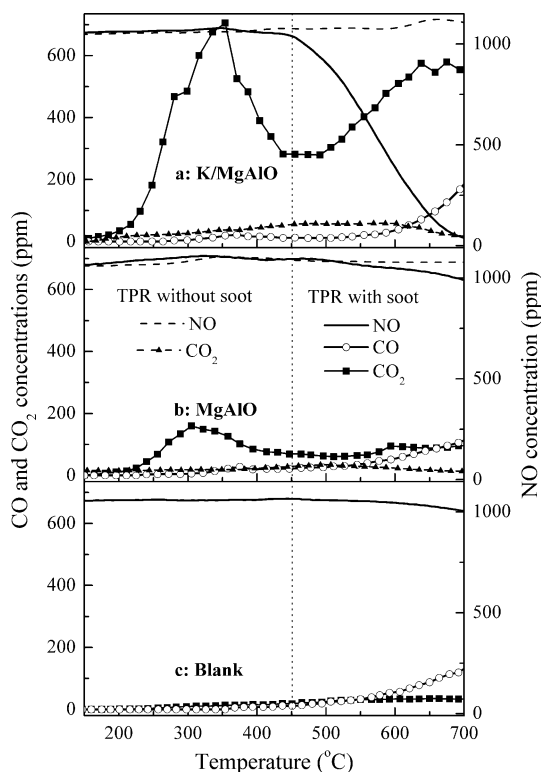 CO and CO2 concentrations (ppm)
NO concentration (ppm)
600
400
200
0
1000
500
0
a: K/MgAlO
600
400
200
0
1000
500
0
TPR without soot
NO
CO2
TPR with soot
NO
CO
CO2
b: MgAlO
600
400
200
0
1000
500
0
c: Blank
200 300 400 500 600 700
Temperature (°C)